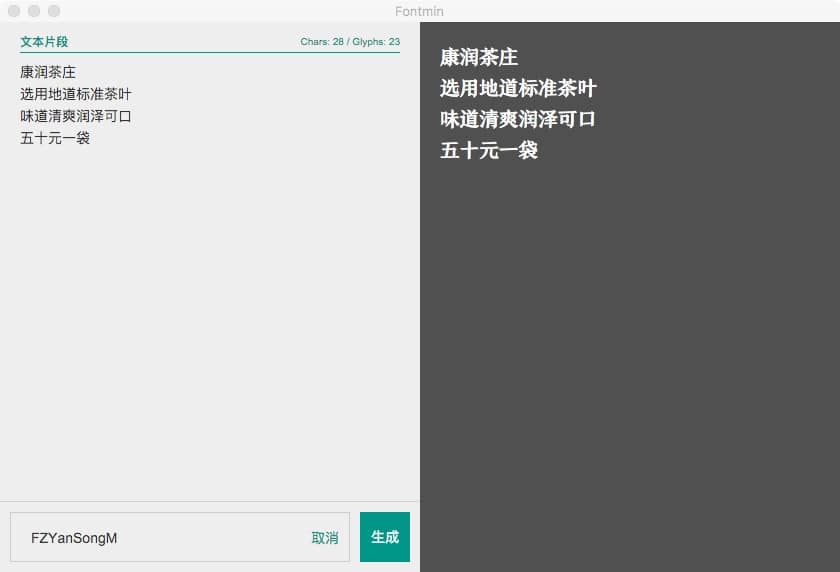 Fontmin
文本片段
Chars: 28 / Glyphs: 23
康润茶庄
选用地道标准茶叶
味道清爽润泽可口
五十元一袋
FZYanSongM
取消
生成
康润茶庄
选用地道标准茶叶
味道清爽润泽可口
五十元一袋